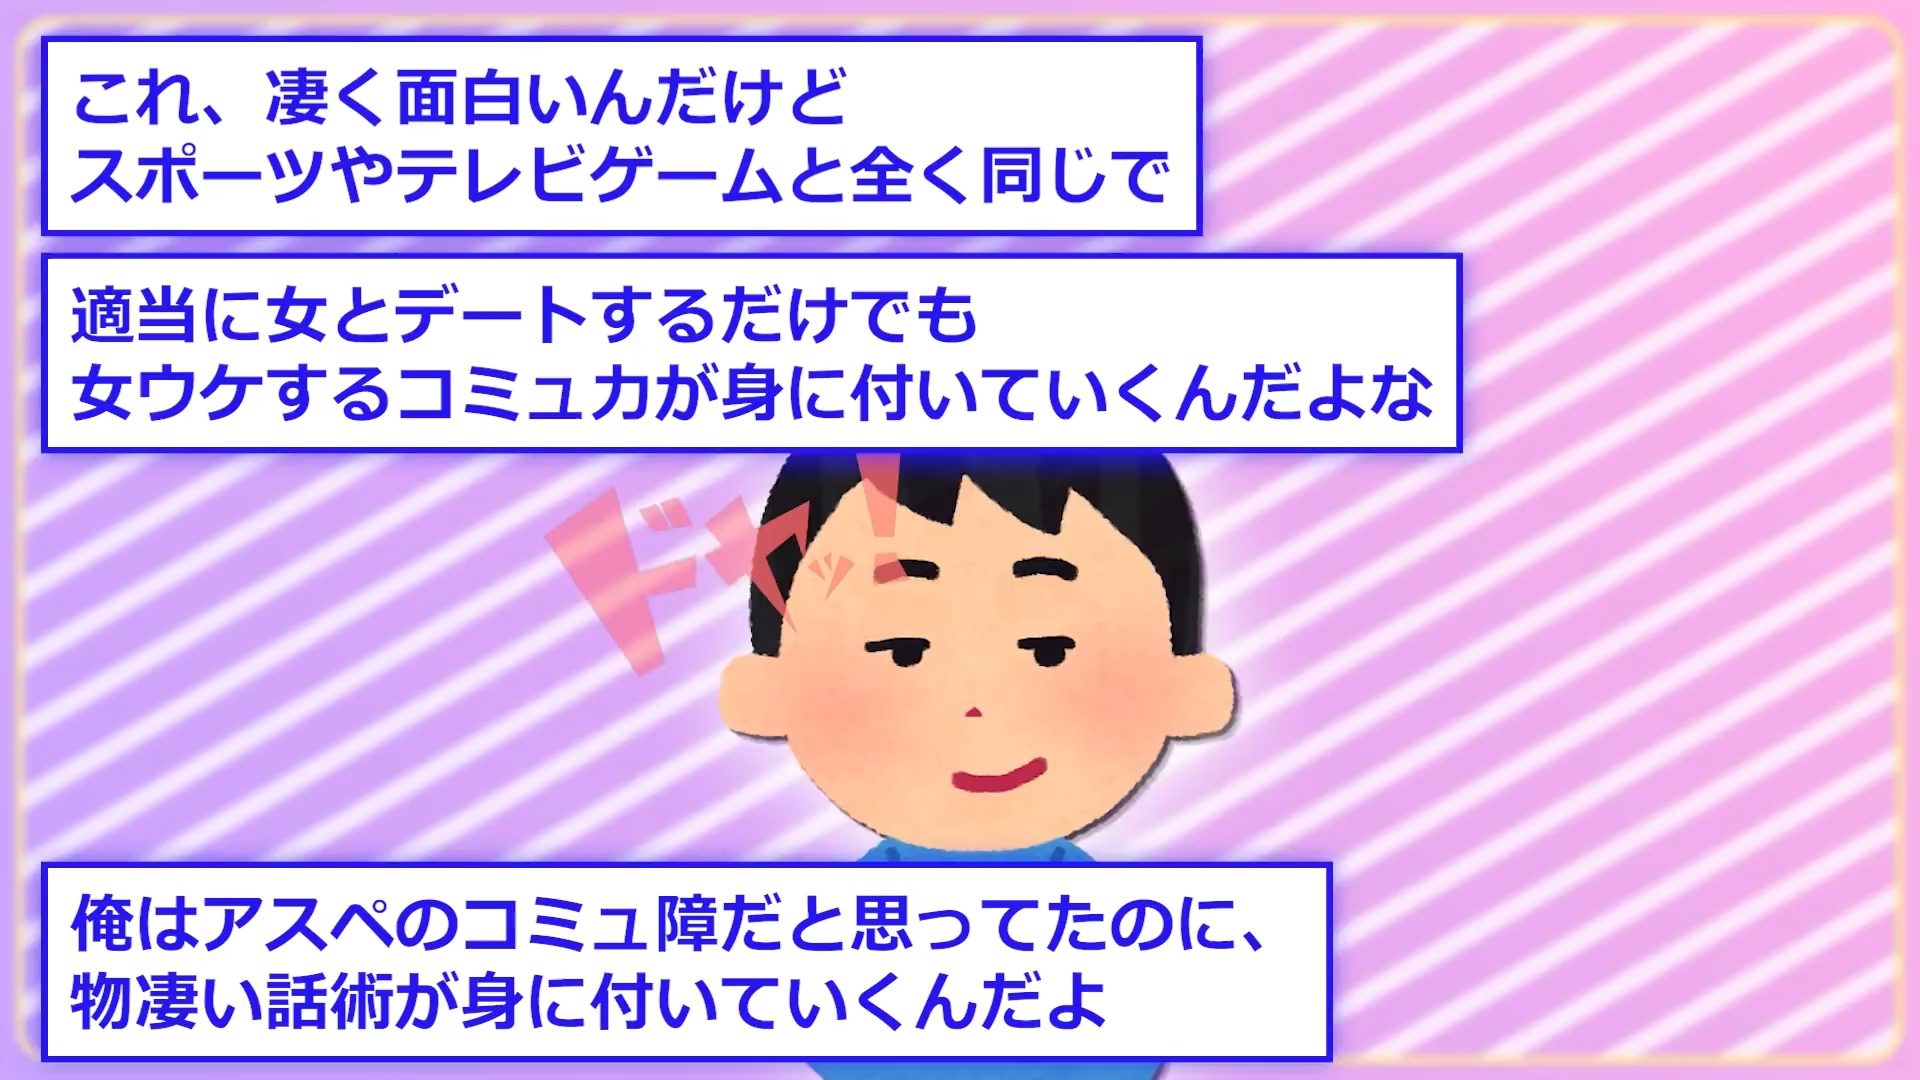 これ、凄く面白いんだけど
スポーツやテレビゲームと全く同じで
適当に女とデートするだけでも
女ウケするコミュ力が身に付いていくんだよな
ドヤッ!
俺はアスペのコミュ障だと思ってたのに、
物凄い話術が身に付いていくんだよ